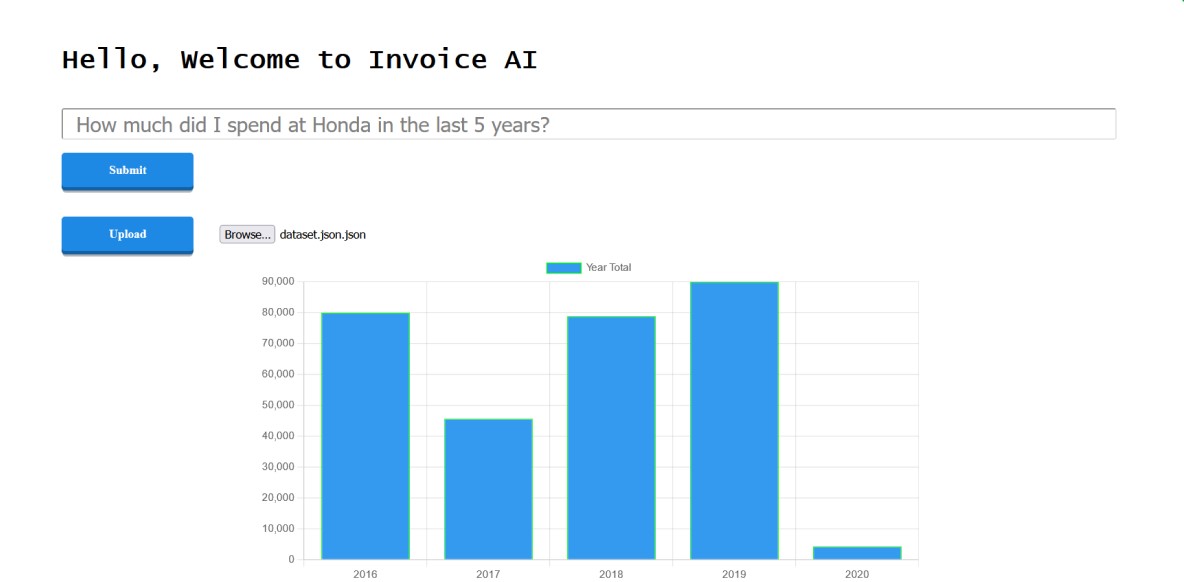 Hello, Welcome to Invoice AI
How much did I spend at Honda in the last 5 years?
Submit
Upload
Browse... dataset.json.json
Year Total
90,000
80,000
70,000
60,000
50,000
40,000
30,000
20,000
10,000
0
2016 2017 2018 2019 2020